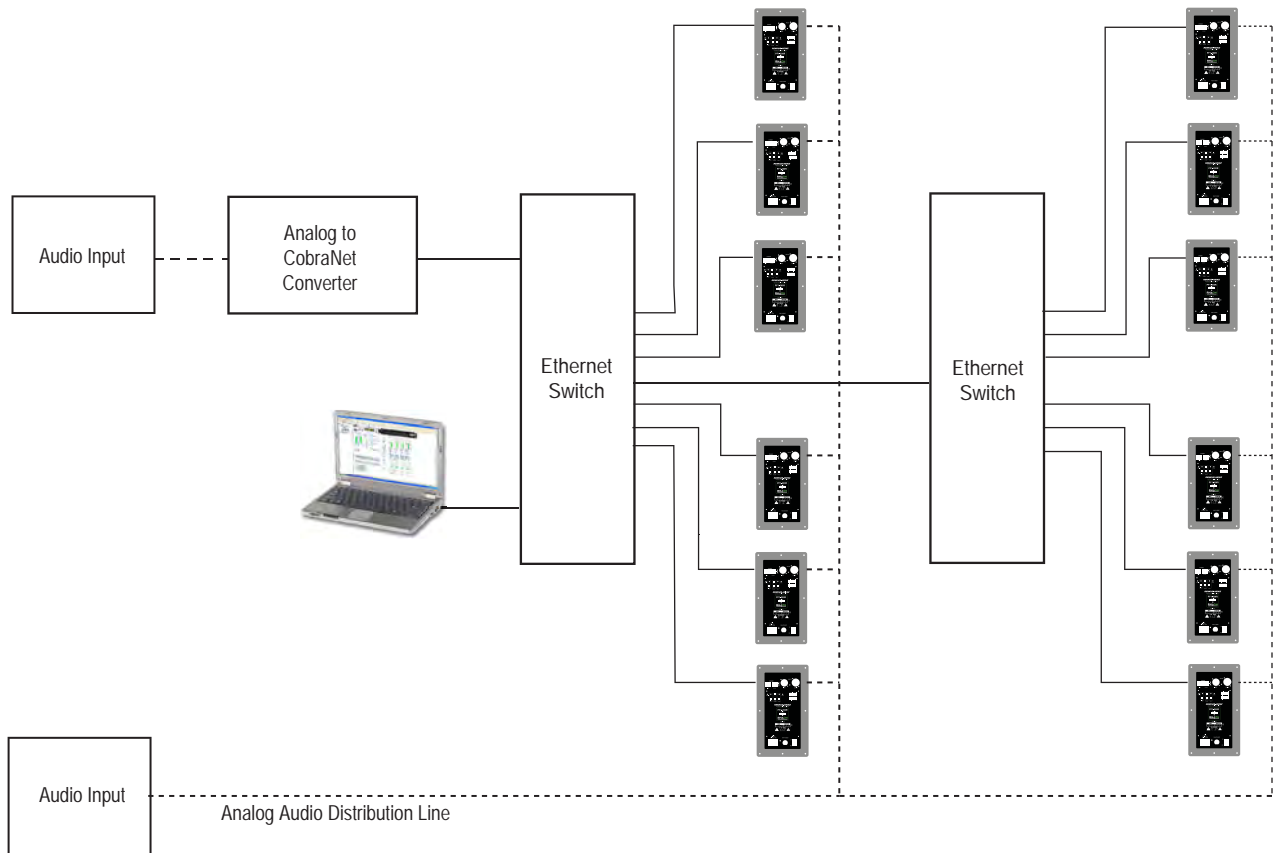 Audio Input
Analog to
CobraNet
Converter
Ethernet
Switch
Ethernet
Switch
Audio Input
Analog Audio Distribution Line